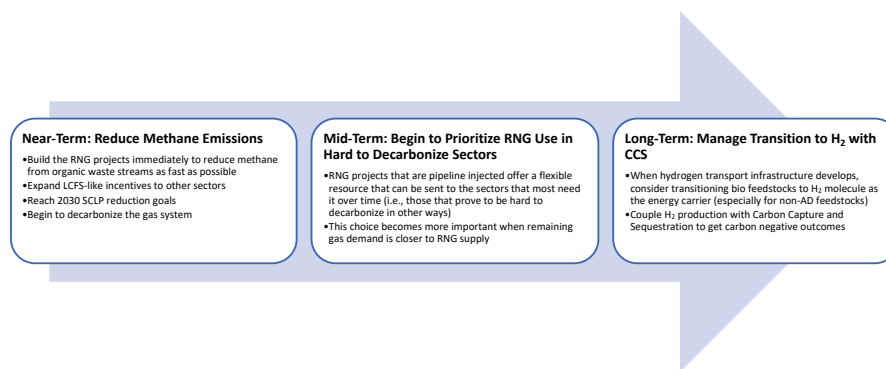 Near-Term: Reduce Methane Emissions
•Build the RNG projects immediately to reduce methane
from organic waste streams as fast as possible
•Expand LCFS-like incentives to other sectors
•Reach 2030 SCLP reduction goals
•Begin to decarbonize the gas system
Mid-Term: Begin to Prioritize RNG Use in
Hard to Decarbonize Sectors
•RNG projects that are pipeline injected offer a flexible
resource that can be sent to the sectors that most need
it over time (i.e., those that prove to be hard to
decarbonize in other ways)
•This choice becomes more important when remaining
gas demand is closer to RNG supply
Long-Term: Manage Transition to H₂ with
CCS
•When hydrogen transport infrastructure develops,
consider transitioning bio feedstocks to H₂ molecule as
the energy carrier (especially for non-AD feedstocks)
•Couple H₂ production with Carbon Capture and
Sequestration to get carbon negative outcomes